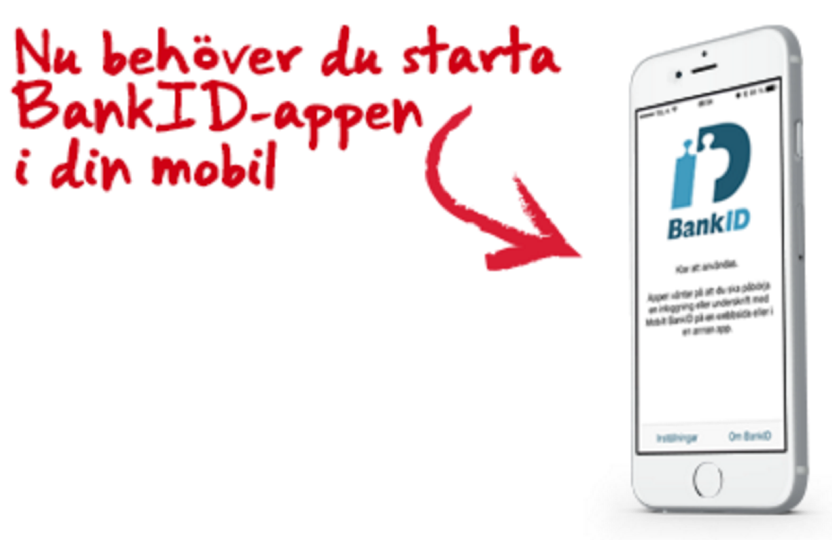 Nu behöver du starta
BankID-appen
i din mobil
BankID
Klar att användas.
Appen väntar på att du ska påbörja
en inloggning eller underskrift med
Mobilt BankID på en webbsida eller i
en annan app.
Inställningar
Om BankID